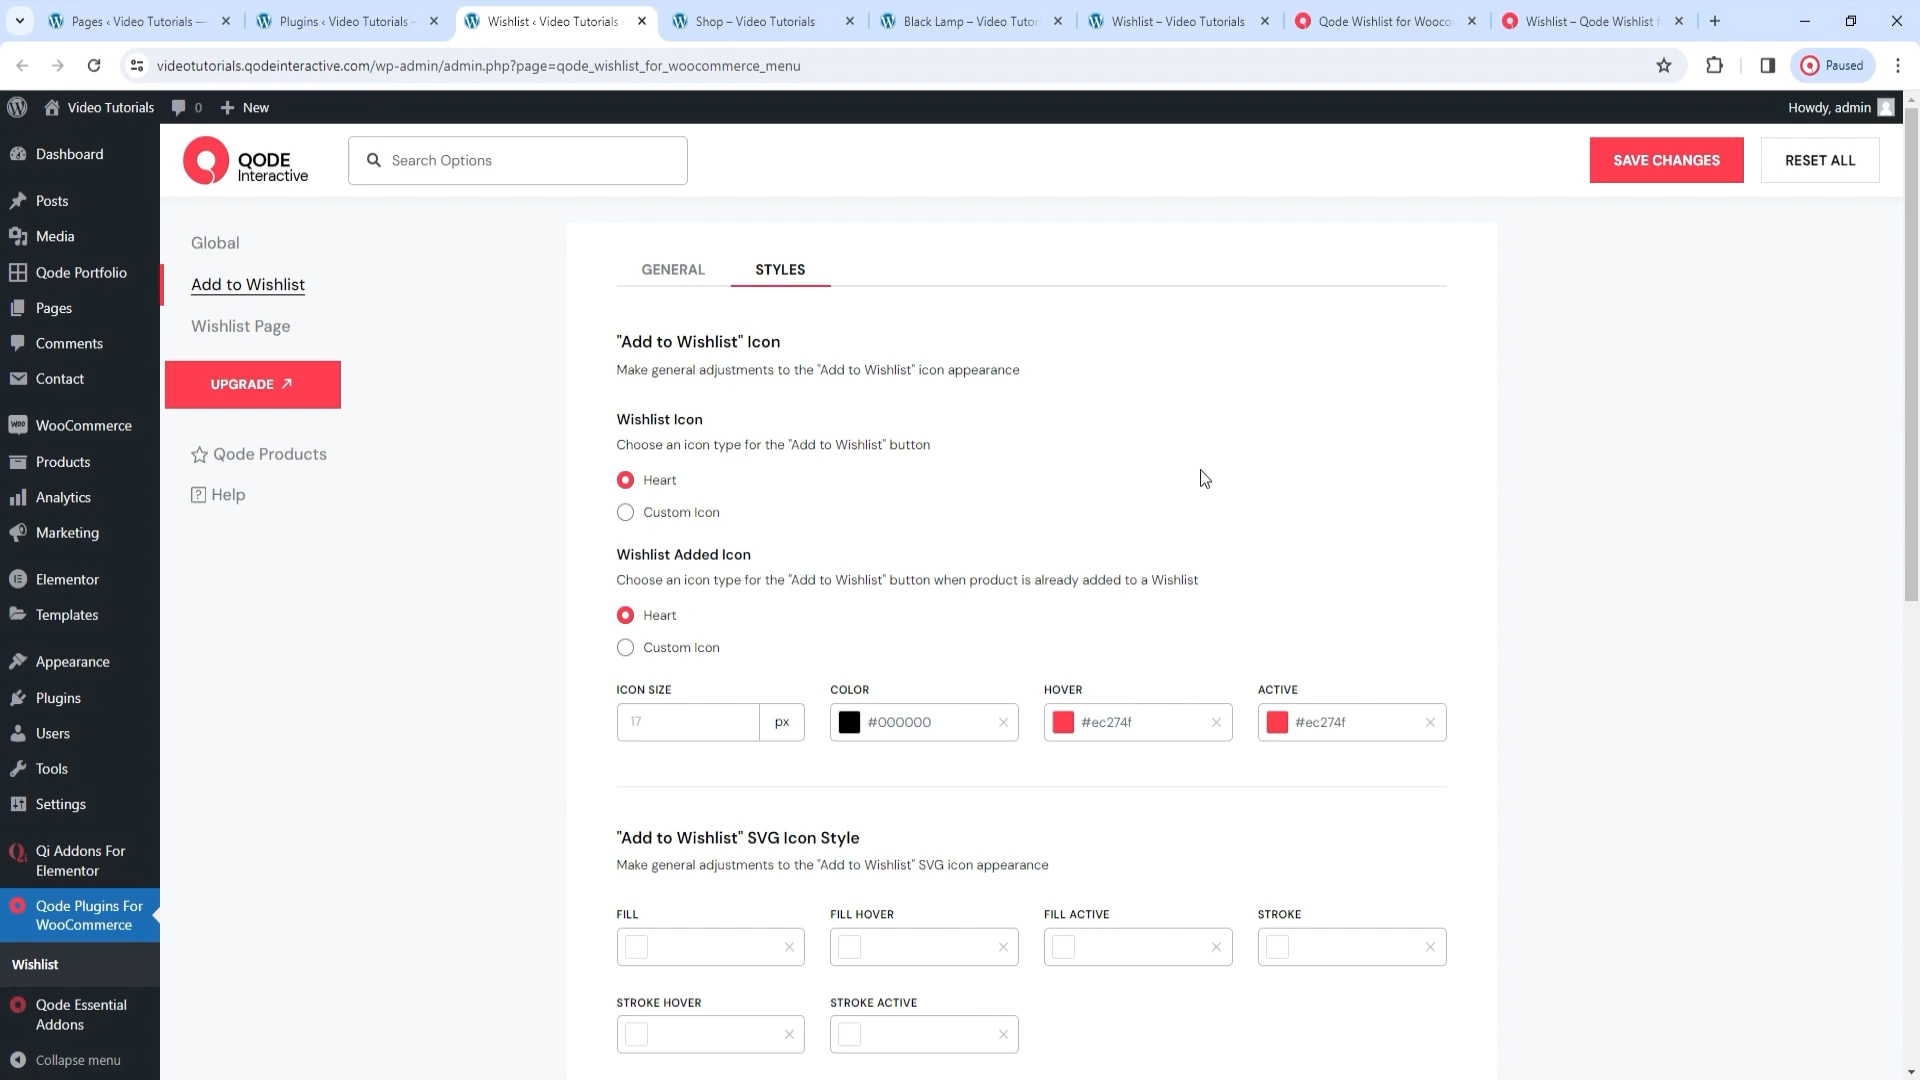 Pages ‹ Video Tutorials —
Plugins ‹ Video Tutorials -
Wishlist ‹ Video Tutorials
Shop – Video Tutorials
Black Lamp – Video Tutor
Wishlist – Video Tutorials
Qode Wishlist for Wooco
Wishlist – Qode Wishlist f
videotutorials.qodeinteractive.com/wp-admin/admin.php?page=qode_wishlist_for_woocommerce_menu
Paused
Video Tutorials
0
New
Howdy, admin
Dashboard
Posts
Media
Qode Portfolio
Pages
Comments
Contact
WooCommerce
Products
Analytics
Marketing
Elementor
Templates
Appearance
Plugins
Users
Tools
Settings
Qi Addons For
Elementor
Qode Plugins For
WooCommerce
Wishlist
Qode Essential
Addons
Collapse menu
QODE
Interactive
Search Options
SAVE CHANGES
RESET ALL
Global
Add to Wishlist
Wishlist Page
UPGRADE
Qode Products
Help
GENERAL
STYLES
"Add to Wishlist" Icon
Make general adjustments to the "Add to Wishlist" icon appearance
Wishlist Icon
Choose an icon type for the "Add to Wishlist" button
Heart
Custom Icon
Wishlist Added Icon
Choose an icon type for the "Add to Wishlist" button when product is already added to a Wishlist
Heart
Custom Icon
ICON SIZE
COLOR
HOVER
ACTIVE
17
px
#000000
#ec274f
#ec274f
"Add to Wishlist" SVG Icon Style
Make general adjustments to the "Add to Wishlist" SVG icon appearance
FILL
FILL HOVER
FILL ACTIVE
STROKE
STROKE HOVER
STROKE ACTIVE